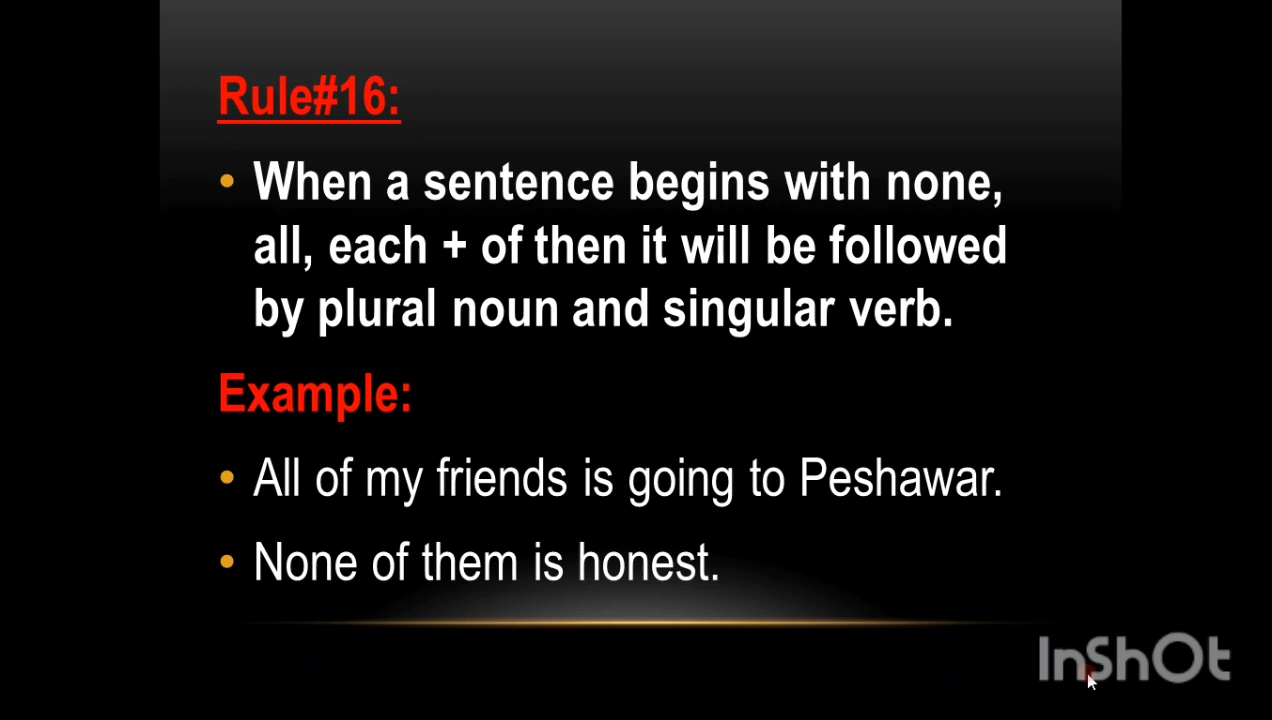 Rule#16:
• When a sentence begins with none,
all, each + of then it will be followed
by plural noun and singular verb.
Example:
• All of my friends is going to Peshawar.
• None of them is honest.
InShOt